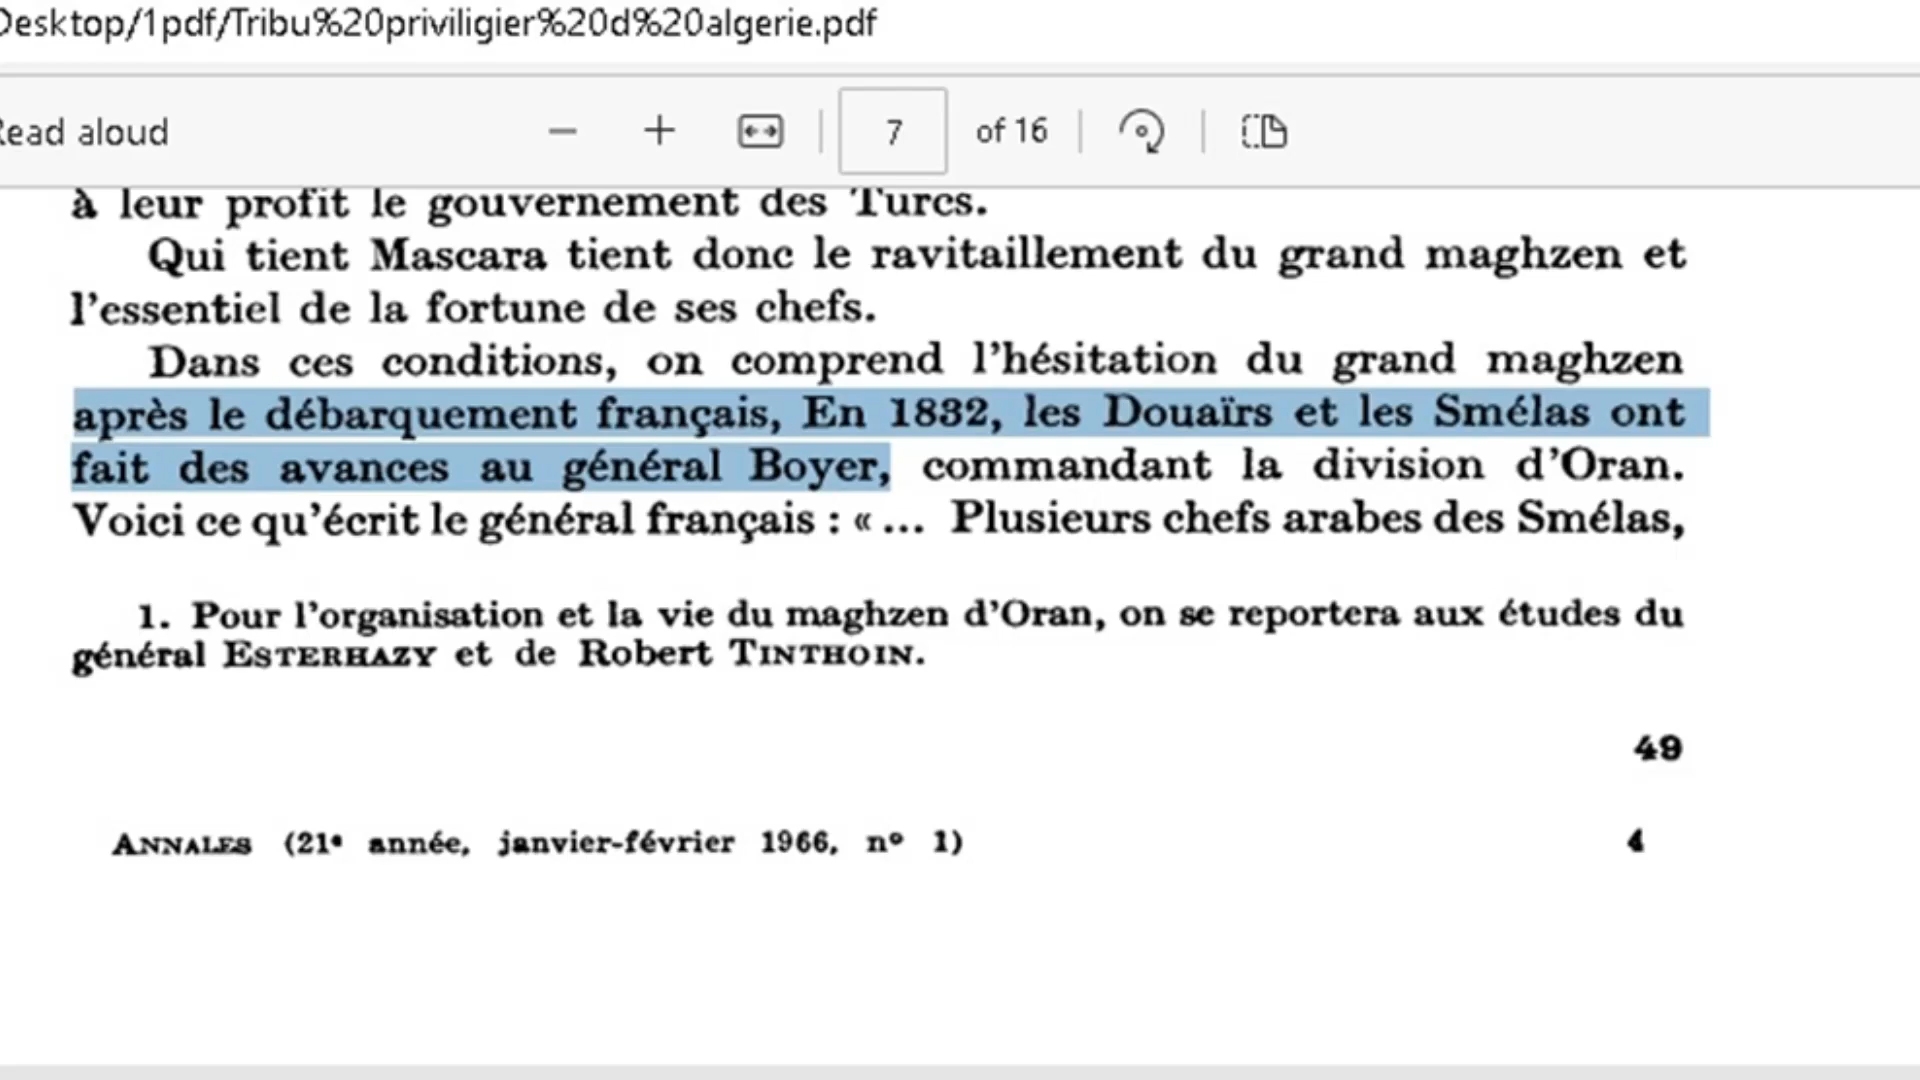 Desktop/1pdf/Tribu%20priviligier%20d%20algerie.pdf
Read aloud
7 of 16
à leur profit le gouvernement des Turcs.
Qui tient Mascara tient donc le ravitaillement du grand maghzen et
l'essentiel de la fortune de ses chefs.
Dans ces conditions, on comprend l'hésitation du grand maghzen
après le débarquement français, En 1832, les Douaïrs et les Smélas ont
fait des avances au général Boyer, commandant la division d'Oran.
Voici ce qu'écrit le général français : « ... Plusieurs chefs arabes des Smélas,
1. Pour l'organisation et la vie du maghzen d'Oran, on se reportera aux études du
général ESTERHAZY et de Robert TINTHOIN.
49
ANNALES (21e année, janvier-février 1966, nº 1) 4